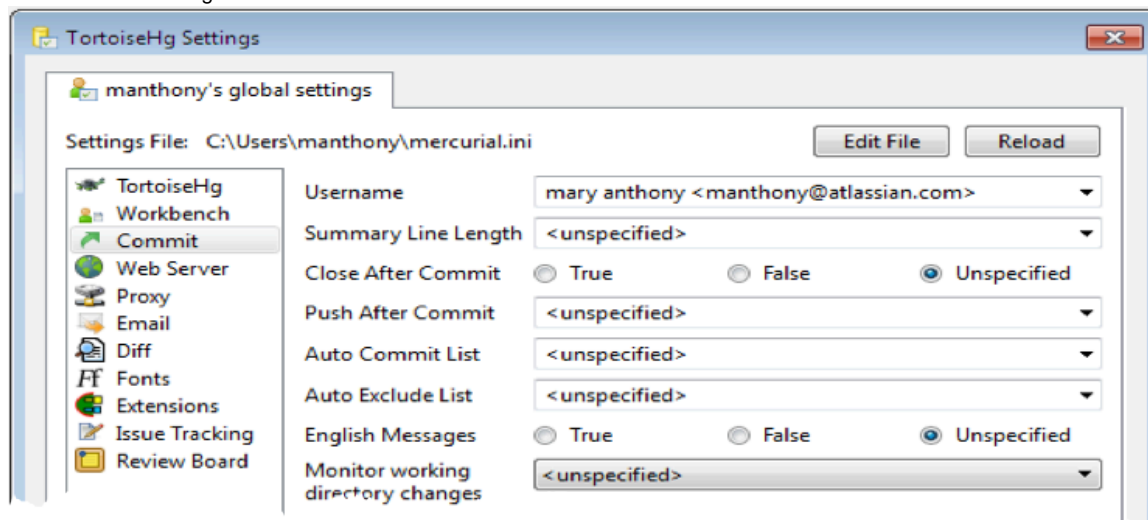 TortoiseHg Settings
manthony's global settings
Settings File: C:\Users\manthony\mercurial.ini Edit File Reload
TortoiseHg
Workbench
Commit
Web Server
Proxy
Email
Diff
Ff Fonts
Extensions
Issue Tracking
Review Board
Username mary anthony <manthony@atlassian.com>
Summary Line Length <unspecified>
Close After Commit True False Unspecified
Push After Commit <unspecified>
Auto Commit List <unspecified>
Auto Exclude List <unspecified>
English Messages True False Unspecified
Monitor working
directory changes <unspecified>